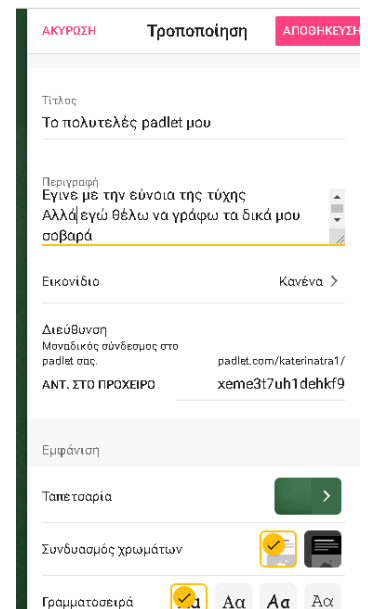 ΑΚΥΡΩΣΗ Τροποποίηση ΑΠΟΘΗΚΕΥΣΗ
Τίτλος
Το πολυτελές padlet μου
Περιγραφή
Έγινε με την εύνοια της τύχης
Αλλά εγώ θέλω να γράφω τα δικά μου
σοβαρά
Εικονίδιο Κανένα
Διεύθυνση
Μοναδικός σύνδεσμος στο
padlet σας. padlet.com/katerinatra1/
ΑΝΤ. ΣΤΟ ΠΡΟΧΕΙΡΟ xeme3t7uh1dehkf9
Εμφάνιση
Ταπετσαρία
Συνδυασμός χρωμάτων
Γραμματοσειρά Αα Αα Αα